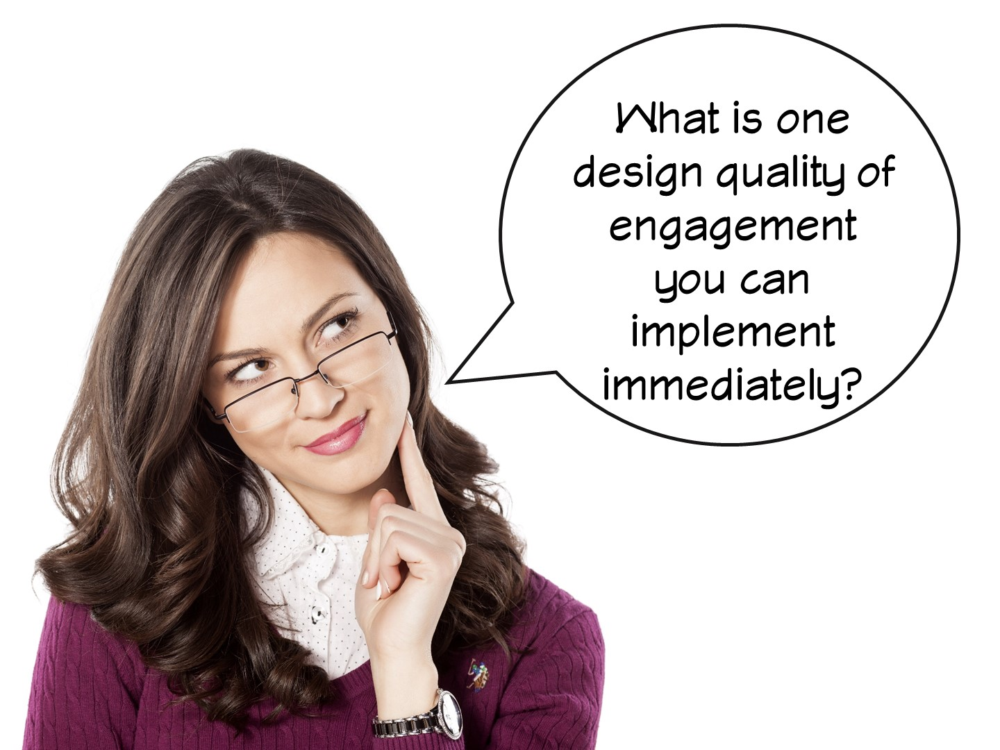 What is one
design quality of
engagement
you can
implement
immediately?